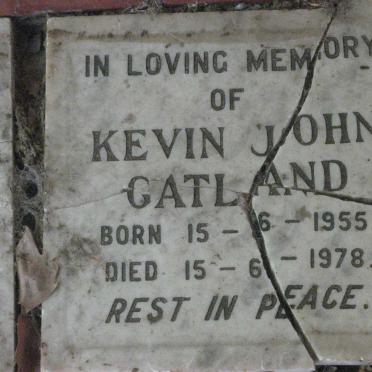 IN LOVING MEMORY
OF
KEVIN JOHN
GATLAND
BORN 15 - 6 - 1955
DIED 15 - 6 - 1978.
REST IN PEACE.